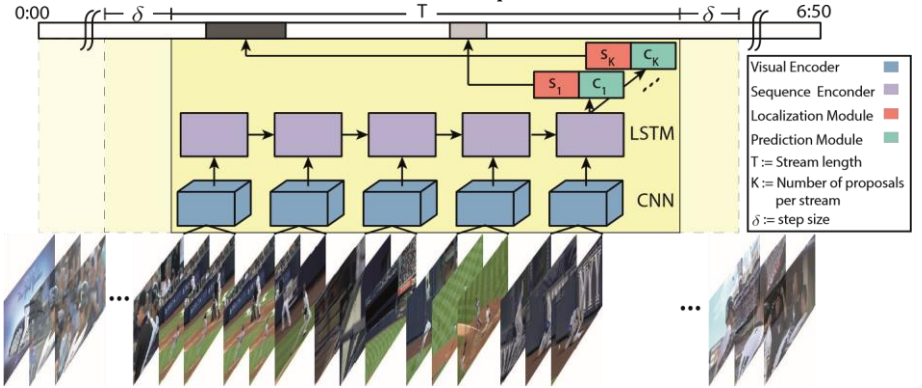 0:00 δ T δ 6:50
s_K c_K
s_1 c_1
LSTM
CNN
...
...
Visual Encoder
Sequence Enconder
Localization Module
Prediction Module
T := Stream length
K := Number of proposals
per stream
δ := step size